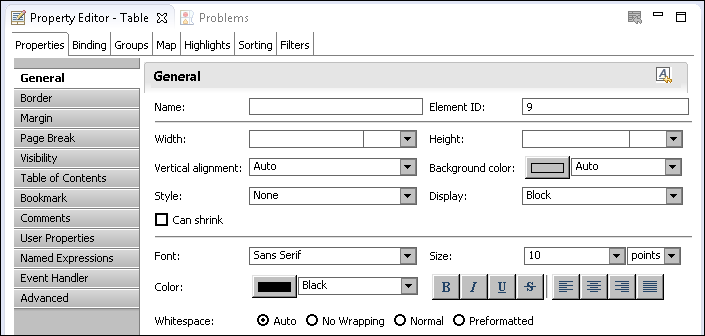 Property Editor - Table Problems
Properties Binding Groups Map Highlights Sorting Filters
General
Border
Margin
Page Break
Visibility
Table of Contents
Bookmark
Comments
User Properties
Named Expressions
Event Handler
Advanced
General
Name: Element ID: 9
Width: Height:
Vertical alignment: Auto Background color: Auto
Style: None Display: Block
Can shrink
Font: Sans Serif Size: 10 points
Color: Black B I U S
Whitespace: Auto No Wrapping Normal Preformatted